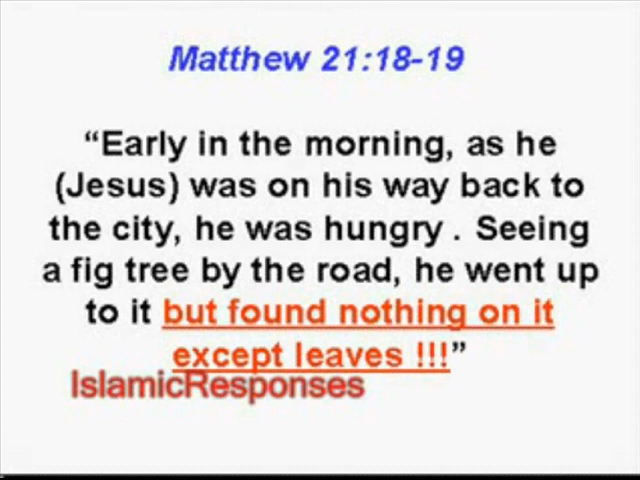 Matthew 21:18-19
“Early in the morning, as he
(Jesus) was on his way back to
the city, he was hungry . Seeing
a fig tree by the road, he went up
to it but found nothing on it
except leaves !!!”
IslamicResponses